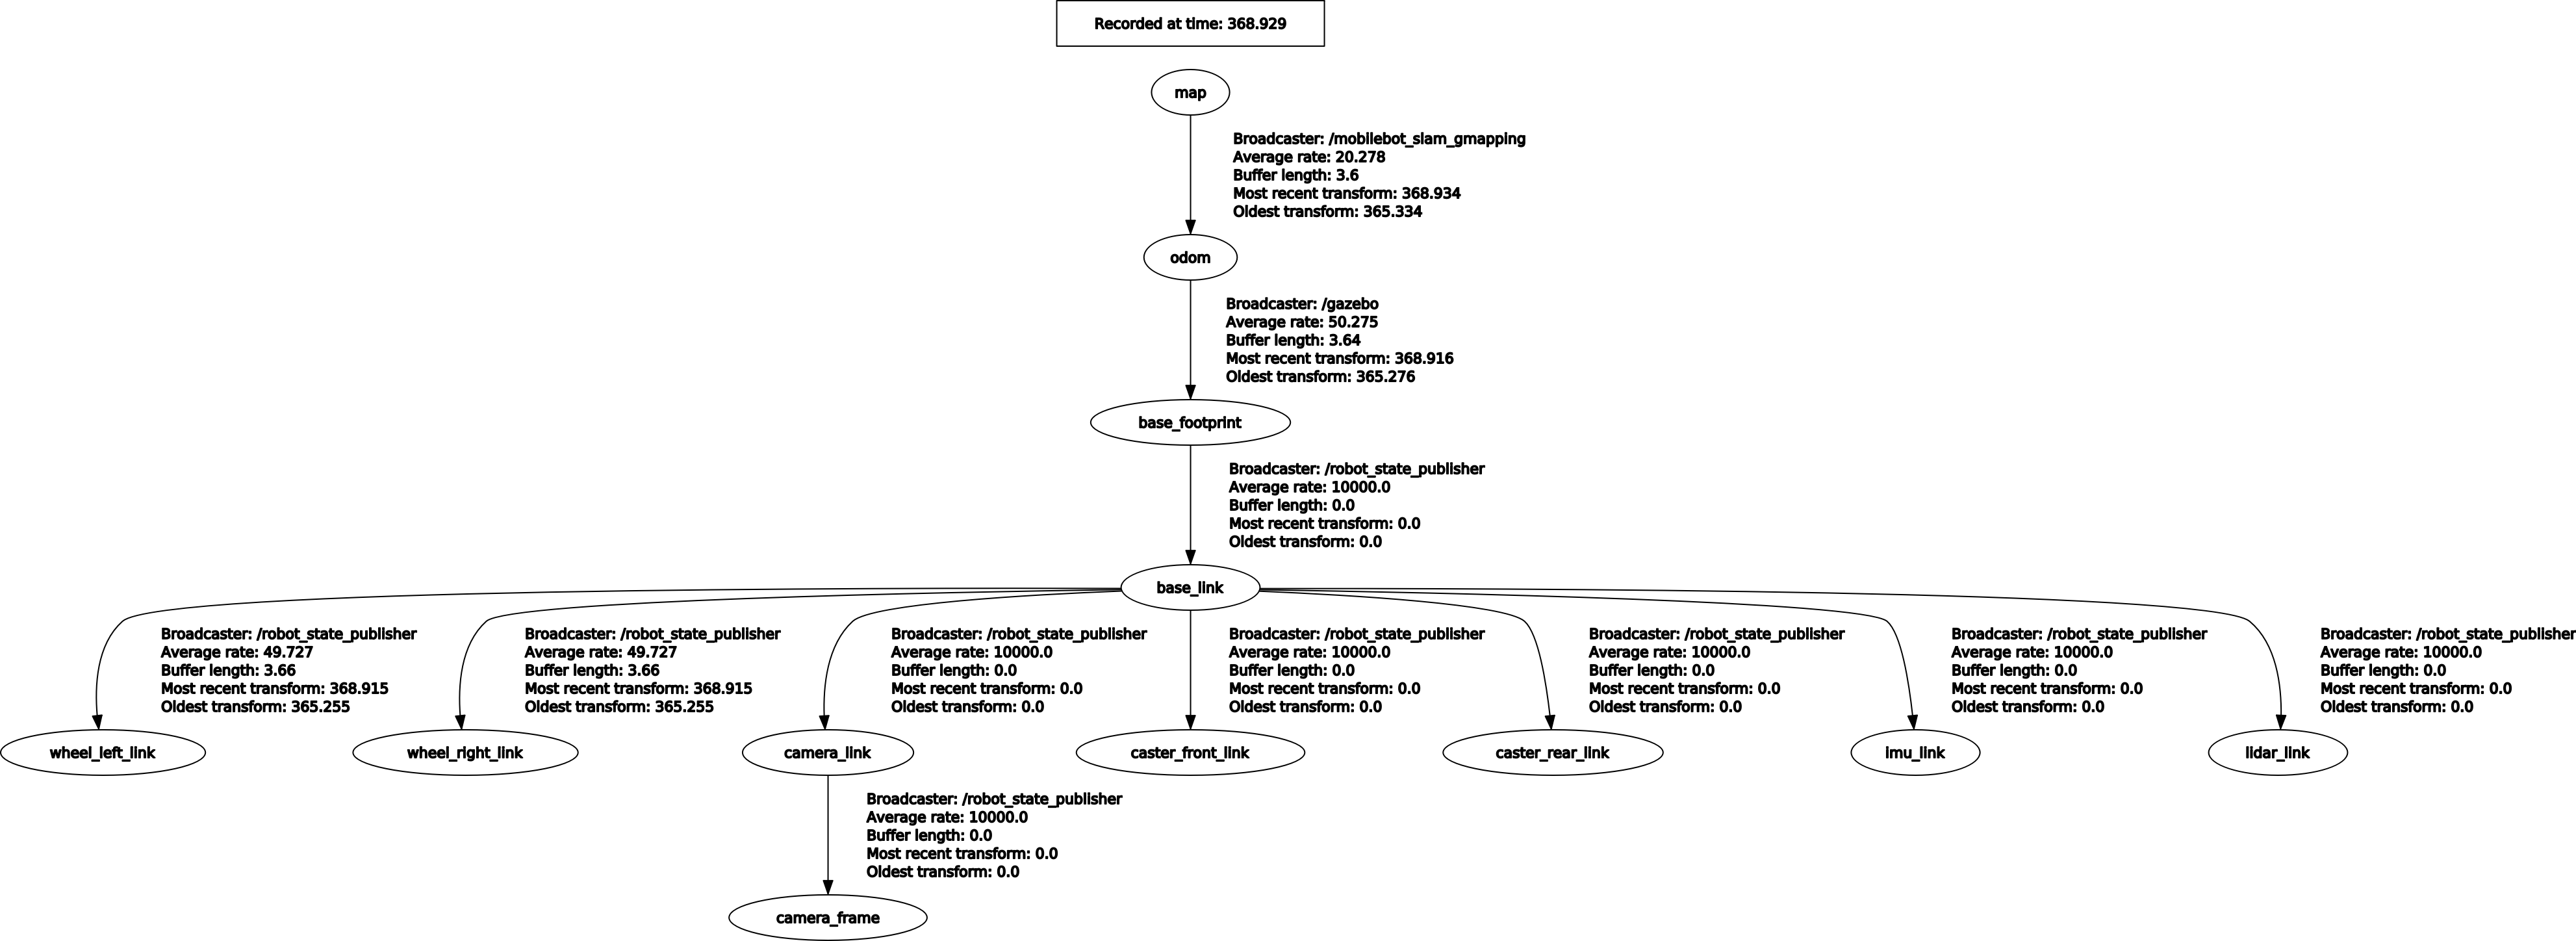 Recorded at time: 368.929
map
Broadcaster: /mobilebot_slam_gmapping
Average rate: 20.278
Buffer length: 3.6
Most recent transform: 368.934
Oldest transform: 365.334
odom
Broadcaster: /gazebo
Average rate: 50.275
Buffer length: 3.64
Most recent transform: 368.916
Oldest transform: 365.276
base_footprint
Broadcaster: /robot_state_publisher
Average rate: 10000.0
Buffer length: 0.0
Most recent transform: 0.0
Oldest transform: 0.0
base_link
Broadcaster: /robot_state_publisher
Average rate: 49.727
Buffer length: 3.66
Most recent transform: 368.915
Oldest transform: 365.255
Broadcaster: /robot_state_publisher
Average rate: 49.727
Buffer length: 3.66
Most recent transform: 368.915
Oldest transform: 365.255
Broadcaster: /robot_state_publisher
Average rate: 10000.0
Buffer length: 0.0
Most recent transform: 0.0
Oldest transform: 0.0
Broadcaster: /robot_state_publisher
Average rate: 10000.0
Buffer length: 0.0
Most recent transform: 0.0
Oldest transform: 0.0
Broadcaster: /robot_state_publisher
Average rate: 10000.0
Buffer length: 0.0
Most recent transform: 0.0
Oldest transform: 0.0
Broadcaster: /robot_state_publisher
Average rate: 10000.0
Buffer length: 0.0
Most recent transform: 0.0
Oldest transform: 0.0
Broadcaster: /robot_state_publisher
Average rate: 10000.0
Buffer length: 0.0
Most recent transform: 0.0
Oldest transform: 0.0
wheel_left_link
wheel_right_link
camera_link
caster_front_link
caster_rear_link
imu_link
lidar_link
Broadcaster: /robot_state_publisher
Average rate: 10000.0
Buffer length: 0.0
Most recent transform: 0.0
Oldest transform: 0.0
camera_frame